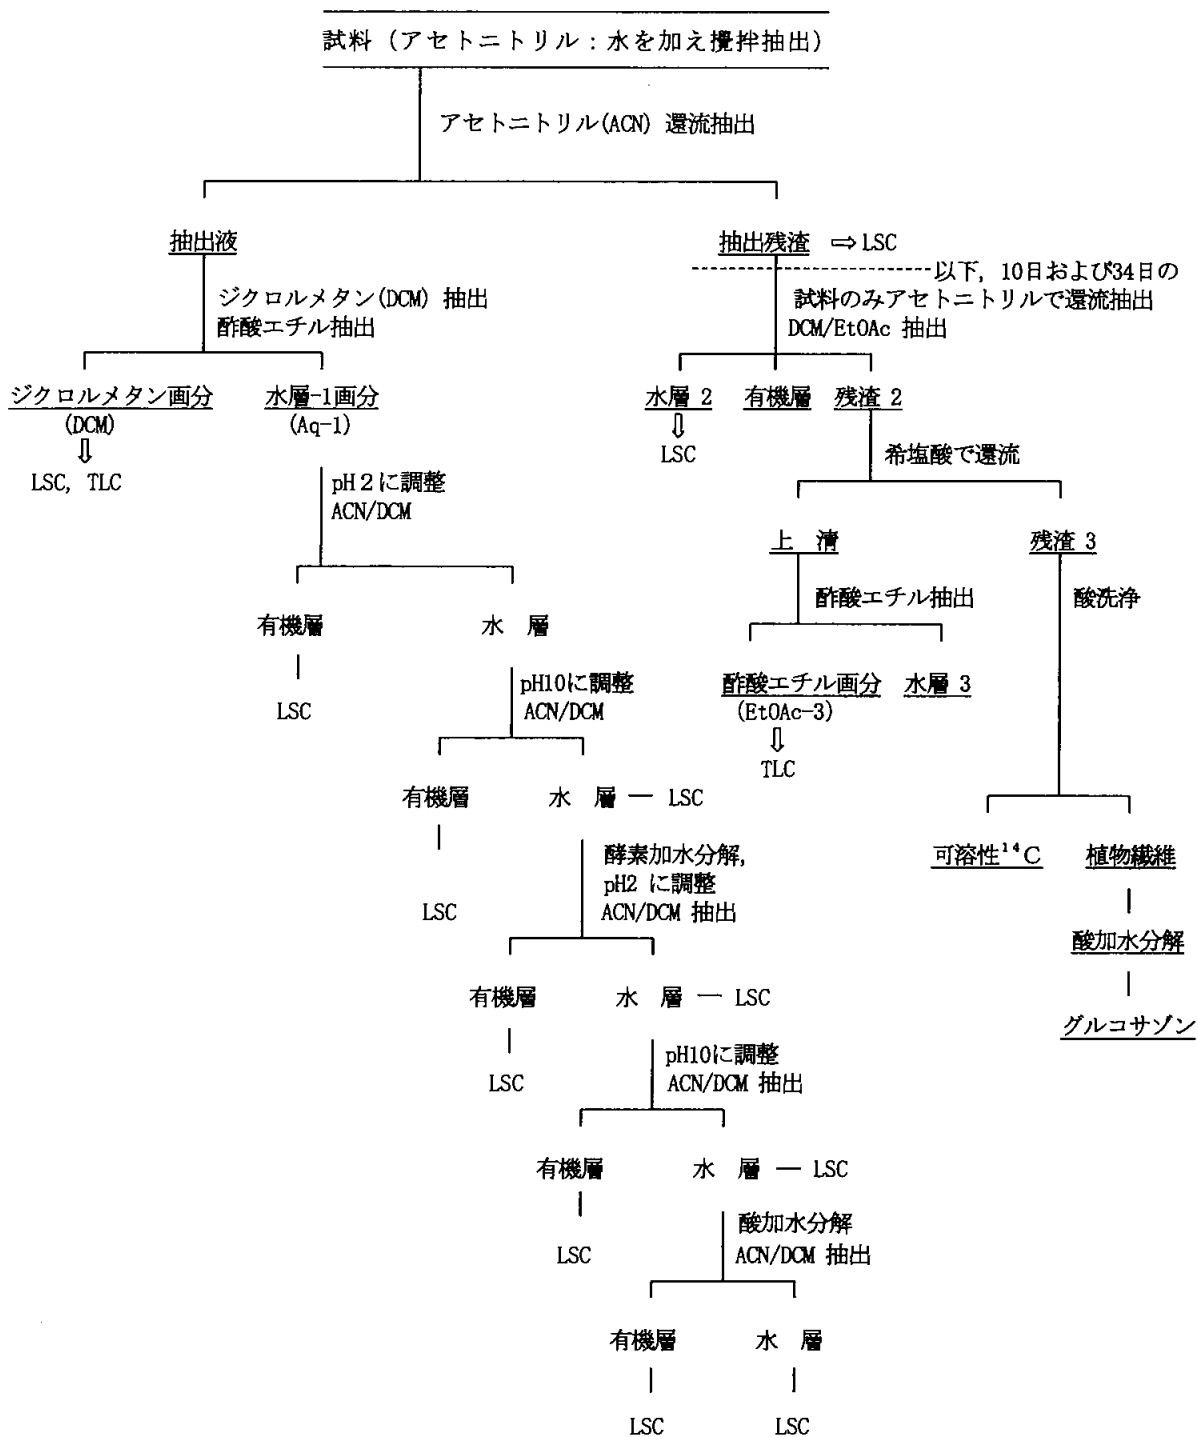 試料（アセトニトリル：水を加え攪拌抽出）
アセトニトリル(ACN) 還流抽出
抽出液
抽出残渣 ⇒ LSC
以下, 10日および34日の
試料のみアセトニトリルで還流抽出
DCM/EtOAc 抽出
ジクロルメタン(DCM) 抽出
酢酸エチル抽出
ジクロルメタン画分
(DCM)
LSC, TLC
水層-1画分
(Aq-1)
水層 2
LSC
有機層
残渣 2
希塩酸で還流
pH 2 に調整
ACN/DCM
上 清
残渣 3
酢酸エチル抽出
酸洗浄
有機層
水 層
LSC
pH10に調整
ACN/DCM
酢酸エチル画分
(EtOAc-3)
TLC
水層 3
有機層
水 層 — LSC
LSC
酵素加水分解,
pH2 に調整
ACN/DCM 抽出
可溶性¹⁴C
植物繊維
酸加水分解
グルコサゾン
有機層
水 層 — LSC
LSC
pH10に調整
ACN/DCM 抽出
有機層
水 層 — LSC
LSC
酸加水分解
ACN/DCM 抽出
有機層
水 層
LSC
LSC